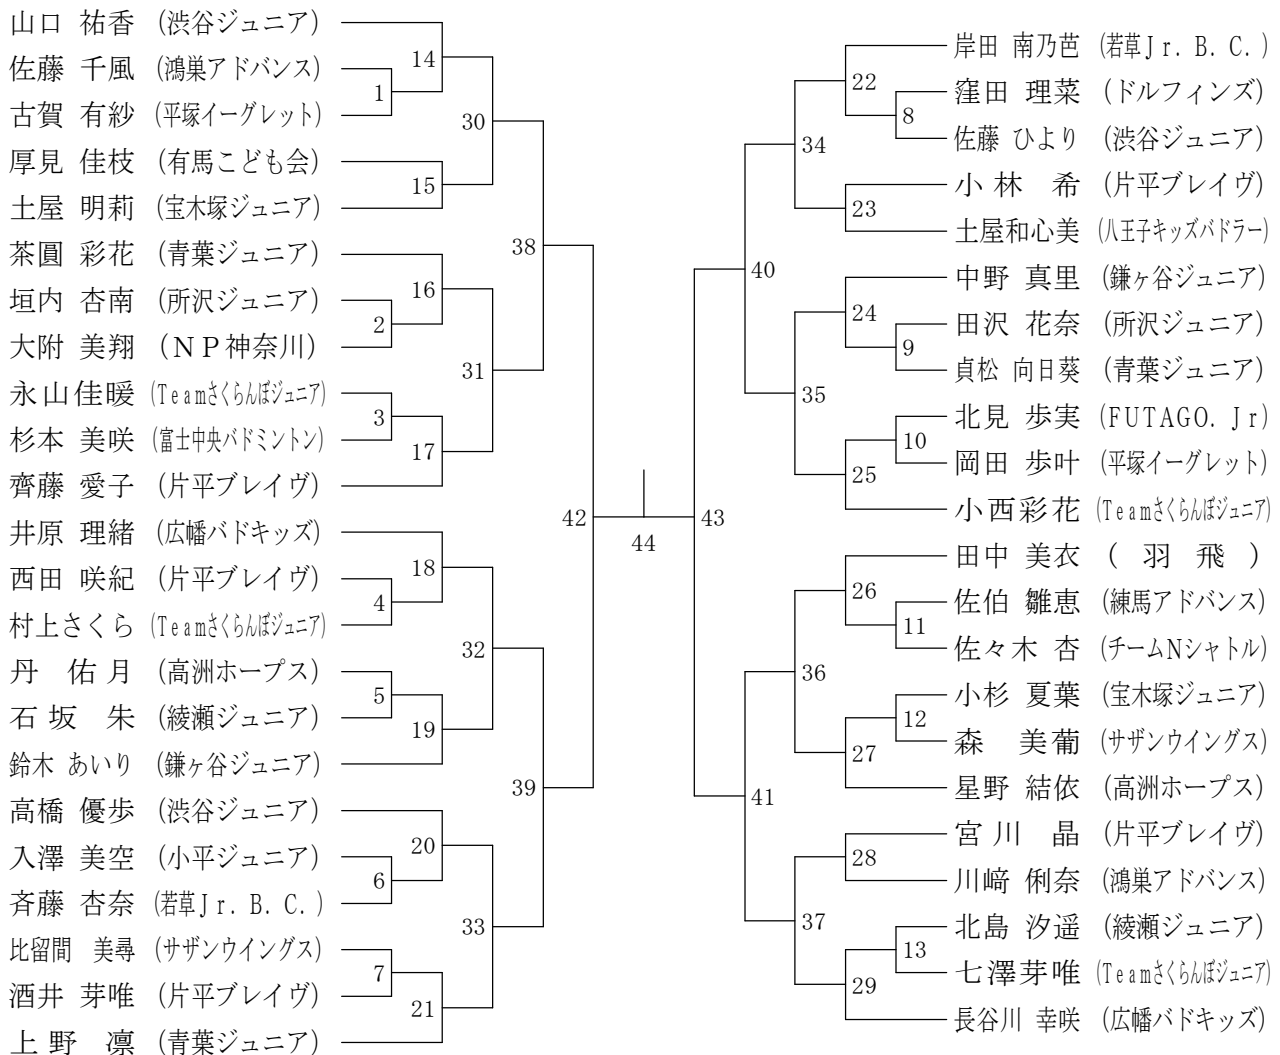 山口 祐香 (渋谷ジュニア)
佐藤 千風 (鴻巣アドバンス)
古賀 有紗 (平塚イーグレット)
厚見 佳枝 (有馬こども会)
土屋 明莉 (宝木塚ジュニア)
茶圓 彩花 (青葉ジュニア)
垣内 杏南 (所沢ジュニア)
大附 美翔 (ＮＰ神奈川)
永山佳暖 (Teamさくらんぼジュニア)
杉本 美咲 (富士中央バドミントン)
齊藤 愛子 (片平ブレイヴ)
井原 理緒 (広幡バドキッズ)
西田 咲紀 (片平ブレイヴ)
村上さくら (Teamさくらんぼジュニア)
丹 佑月 (高洲ホープス)
石坂 朱 (綾瀬ジュニア)
鈴木 あいり (鎌ヶ谷ジュニア)
高橋 優歩 (渋谷ジュニア)
入澤 美空 (小平ジュニア)
斉藤 杏奈 (若草Jr. B. C. )
比留間 美尋 (サザンウイングス)
酒井 芽唯 (片平ブレイヴ)
上野 凛 (青葉ジュニア)
1
2
3
4
5
6
7
14
15
16
17
18
19
20
21
30
31
32
33
38
39
42
44
43
40
41
34
35
36
37
22
23
24
25
26
27
28
29
8
9
10
11
12
13
岸田 南乃芭 (若草Jr. B. C. )
窪田 理菜 (ドルフィンズ)
佐藤 ひより (渋谷ジュニア)
小林 希 (片平ブレイヴ)
土屋和心美 (八王子キッズバドラー)
中野 真里 (鎌ヶ谷ジュニア)
田沢 花奈 (所沢ジュニア)
貞松 向日葵 (青葉ジュニア)
北見 歩実 (FUTAGO. Jr)
岡田 歩叶 (平塚イーグレット)
小西彩花 (Teamさくらんぼジュニア)
田中 美衣 ( 羽 飛 )
佐伯 雛恵 (練馬アドバンス)
佐々木 杏 (チームNシャトル)
小杉 夏葉 (宝木塚ジュニア)
森 美葡 (サザンウイングス)
星野 結依 (高洲ホープス)
宮川 晶 (片平ブレイヴ)
川﨑 俐奈 (鴻巣アドバンス)
北島 汐遥 (綾瀬ジュニア)
七澤芽唯 (Teamさくらんぼジュニア)
長谷川 幸咲 (広幡バドキッズ)